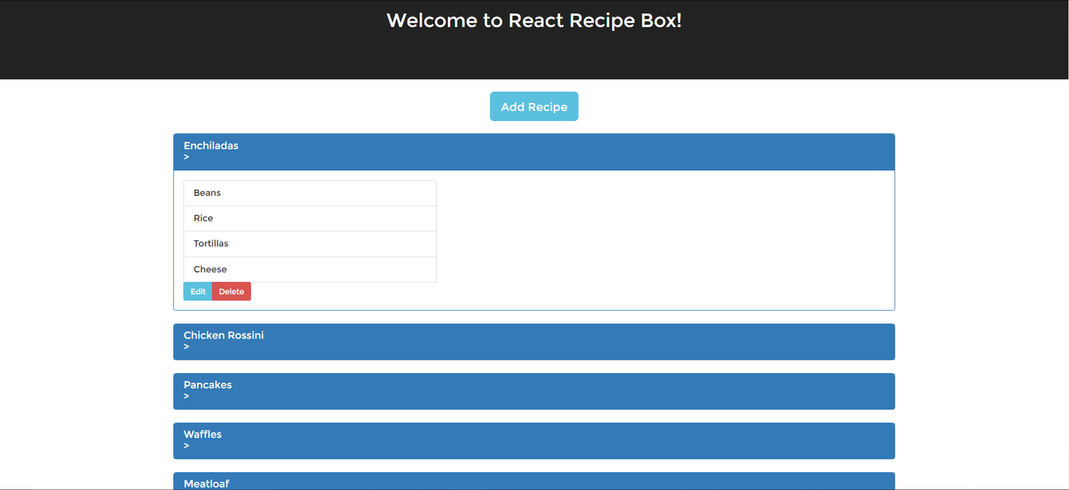 Welcome to React Recipe Box!
Add Recipe
Enchiladas
>
Beans
Rice
Tortillas
Cheese
Edit Delete
Chicken Rossini
>
Pancakes
>
Waffles
>
Meatloaf